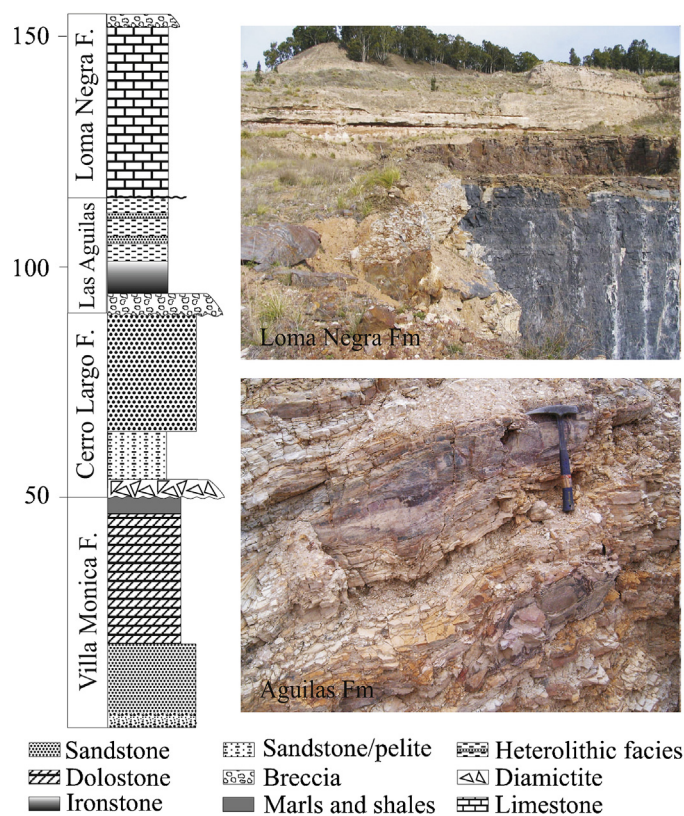 150
100
50
Loma Negra F.
Las Aguilas
Cerro Largo F.
Villa Monica F.
Loma Negra Fm
Aguilas Fm
Sandstone
Sandstone/pelite
Heterolithic facies
Dolostone
Breccia
Diamictite
Ironstone
Marls and shales
Limestone